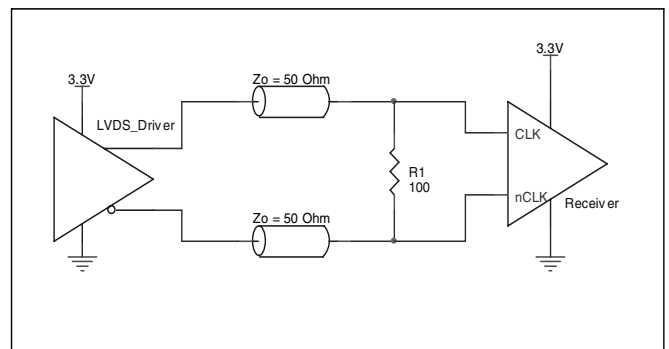 3.3V
LVDS_Driver
Zo = 50 Ohm
Zo = 50 Ohm
R1
100
3.3V
CLK
nCLK
Receiver